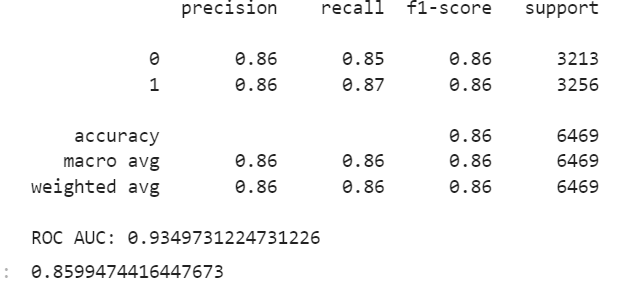 precision recall f1-score support
0 0.86 0.85 0.86 3213
1 0.86 0.87 0.86 3256
accuracy 0.86 6469
macro avg 0.86 0.86 0.86 6469
weighted avg 0.86 0.86 0.86 6469
ROC AUC: 0.9349731224731226
: 0.8599474416447673